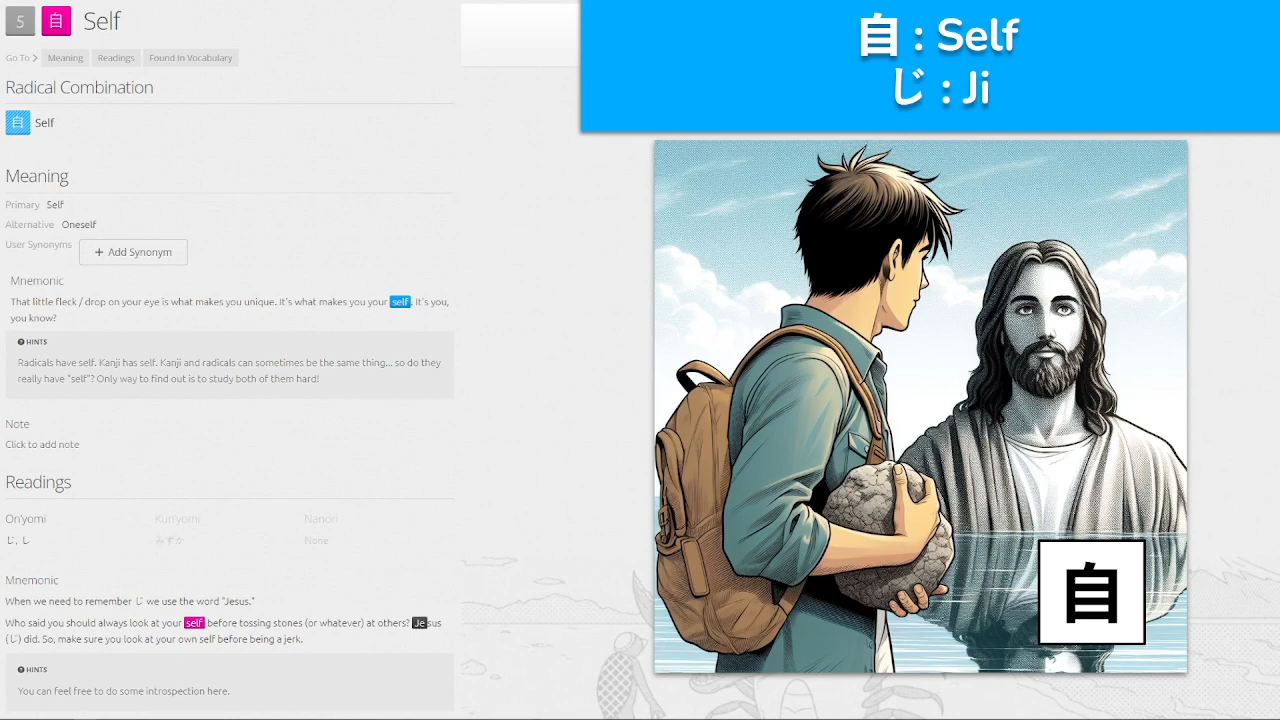 5 自 Self
Go To > Meaning Readings Vocabulary
Radical Combination
自 Self
Meaning
Primary Self
Alternative Oneself
User Synonyms + Add Synonym
Mnemonic
That little fleck / drop on your eye is what makes you unique. It's what makes you your self. It's you,
you know?
HINTS
Radicals have self. Kanji has self. Kanji and radicals can sometimes be the same thing... so do they
really have "self"? Only way to find out is to study both of them hard!
Note
Click to add note
Readings
On'yomi Kun'yomi Nanori
じ, し みずか None
Mnemonic
When we need to remember じ we use the word "Jesus."
Who said you should always look at your self before tossing stones (or whatever) at others? Jesus
(じ) did. So, make sure you look at your own self before being a jerk.
HINTS
You can feel free to do some introspection here.
自 : Self
じ : Ji
自